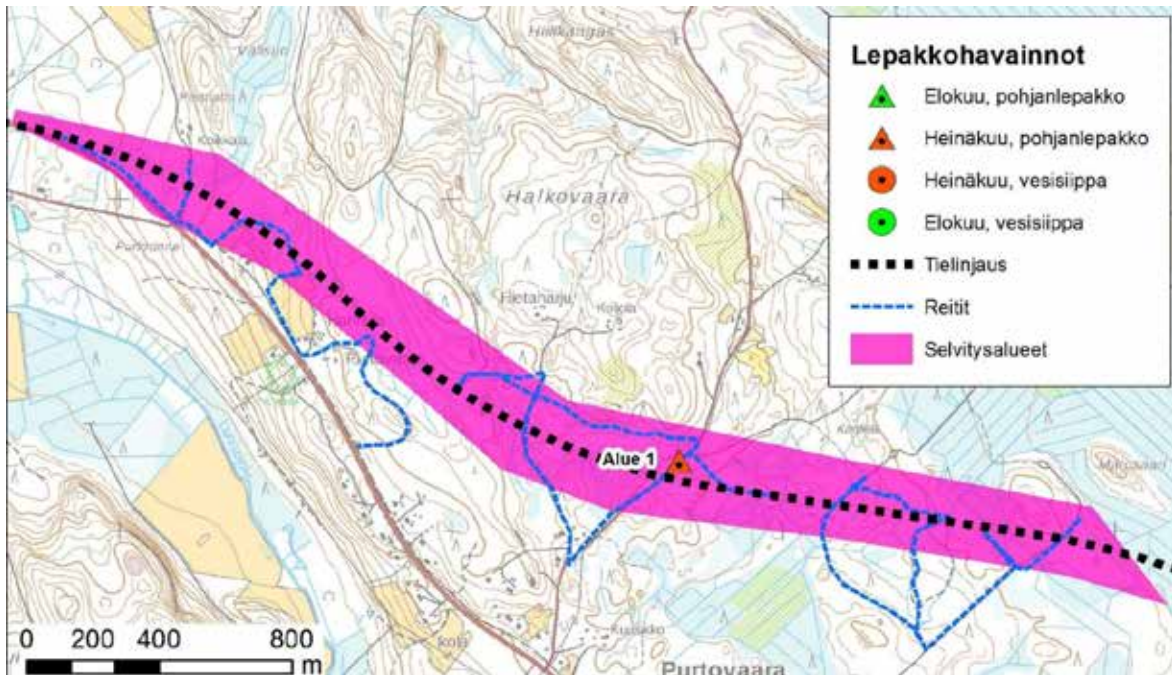 Lepakkohavainnot
Elokuu, pohjanlepakko
Heinäkuu, pohjanlepakko
Heinäkuu, vesisiippa
Elokuu, vesisiippa
Tielinjaus
Reitit
Selvitysalueet
Halkovaara
Alue 1
Purtovaara
0 200 400 800
m